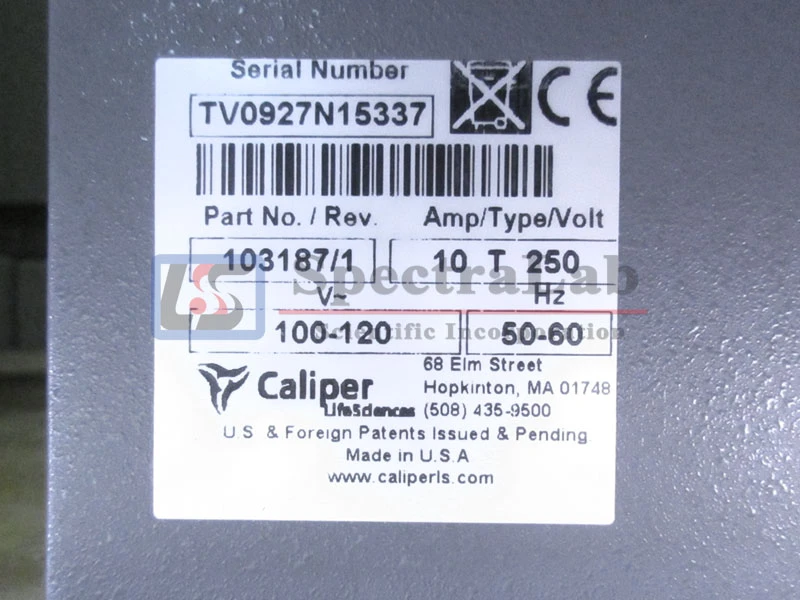 Serial Number
TV0927N15337
CE
Part No. / Rev. Amp/Type/Volt
103187/1 10 T 250
SpectraLab
V~ Hz
Scientific Incorporation
100-120 50-60
68 Elm Street
Caliper Hopkinton, MA 01748
LifeSciences (508) 435-9500
U.S & Foreign Patents Issued & Pending
Made in U.S.A
www.caliperls.com